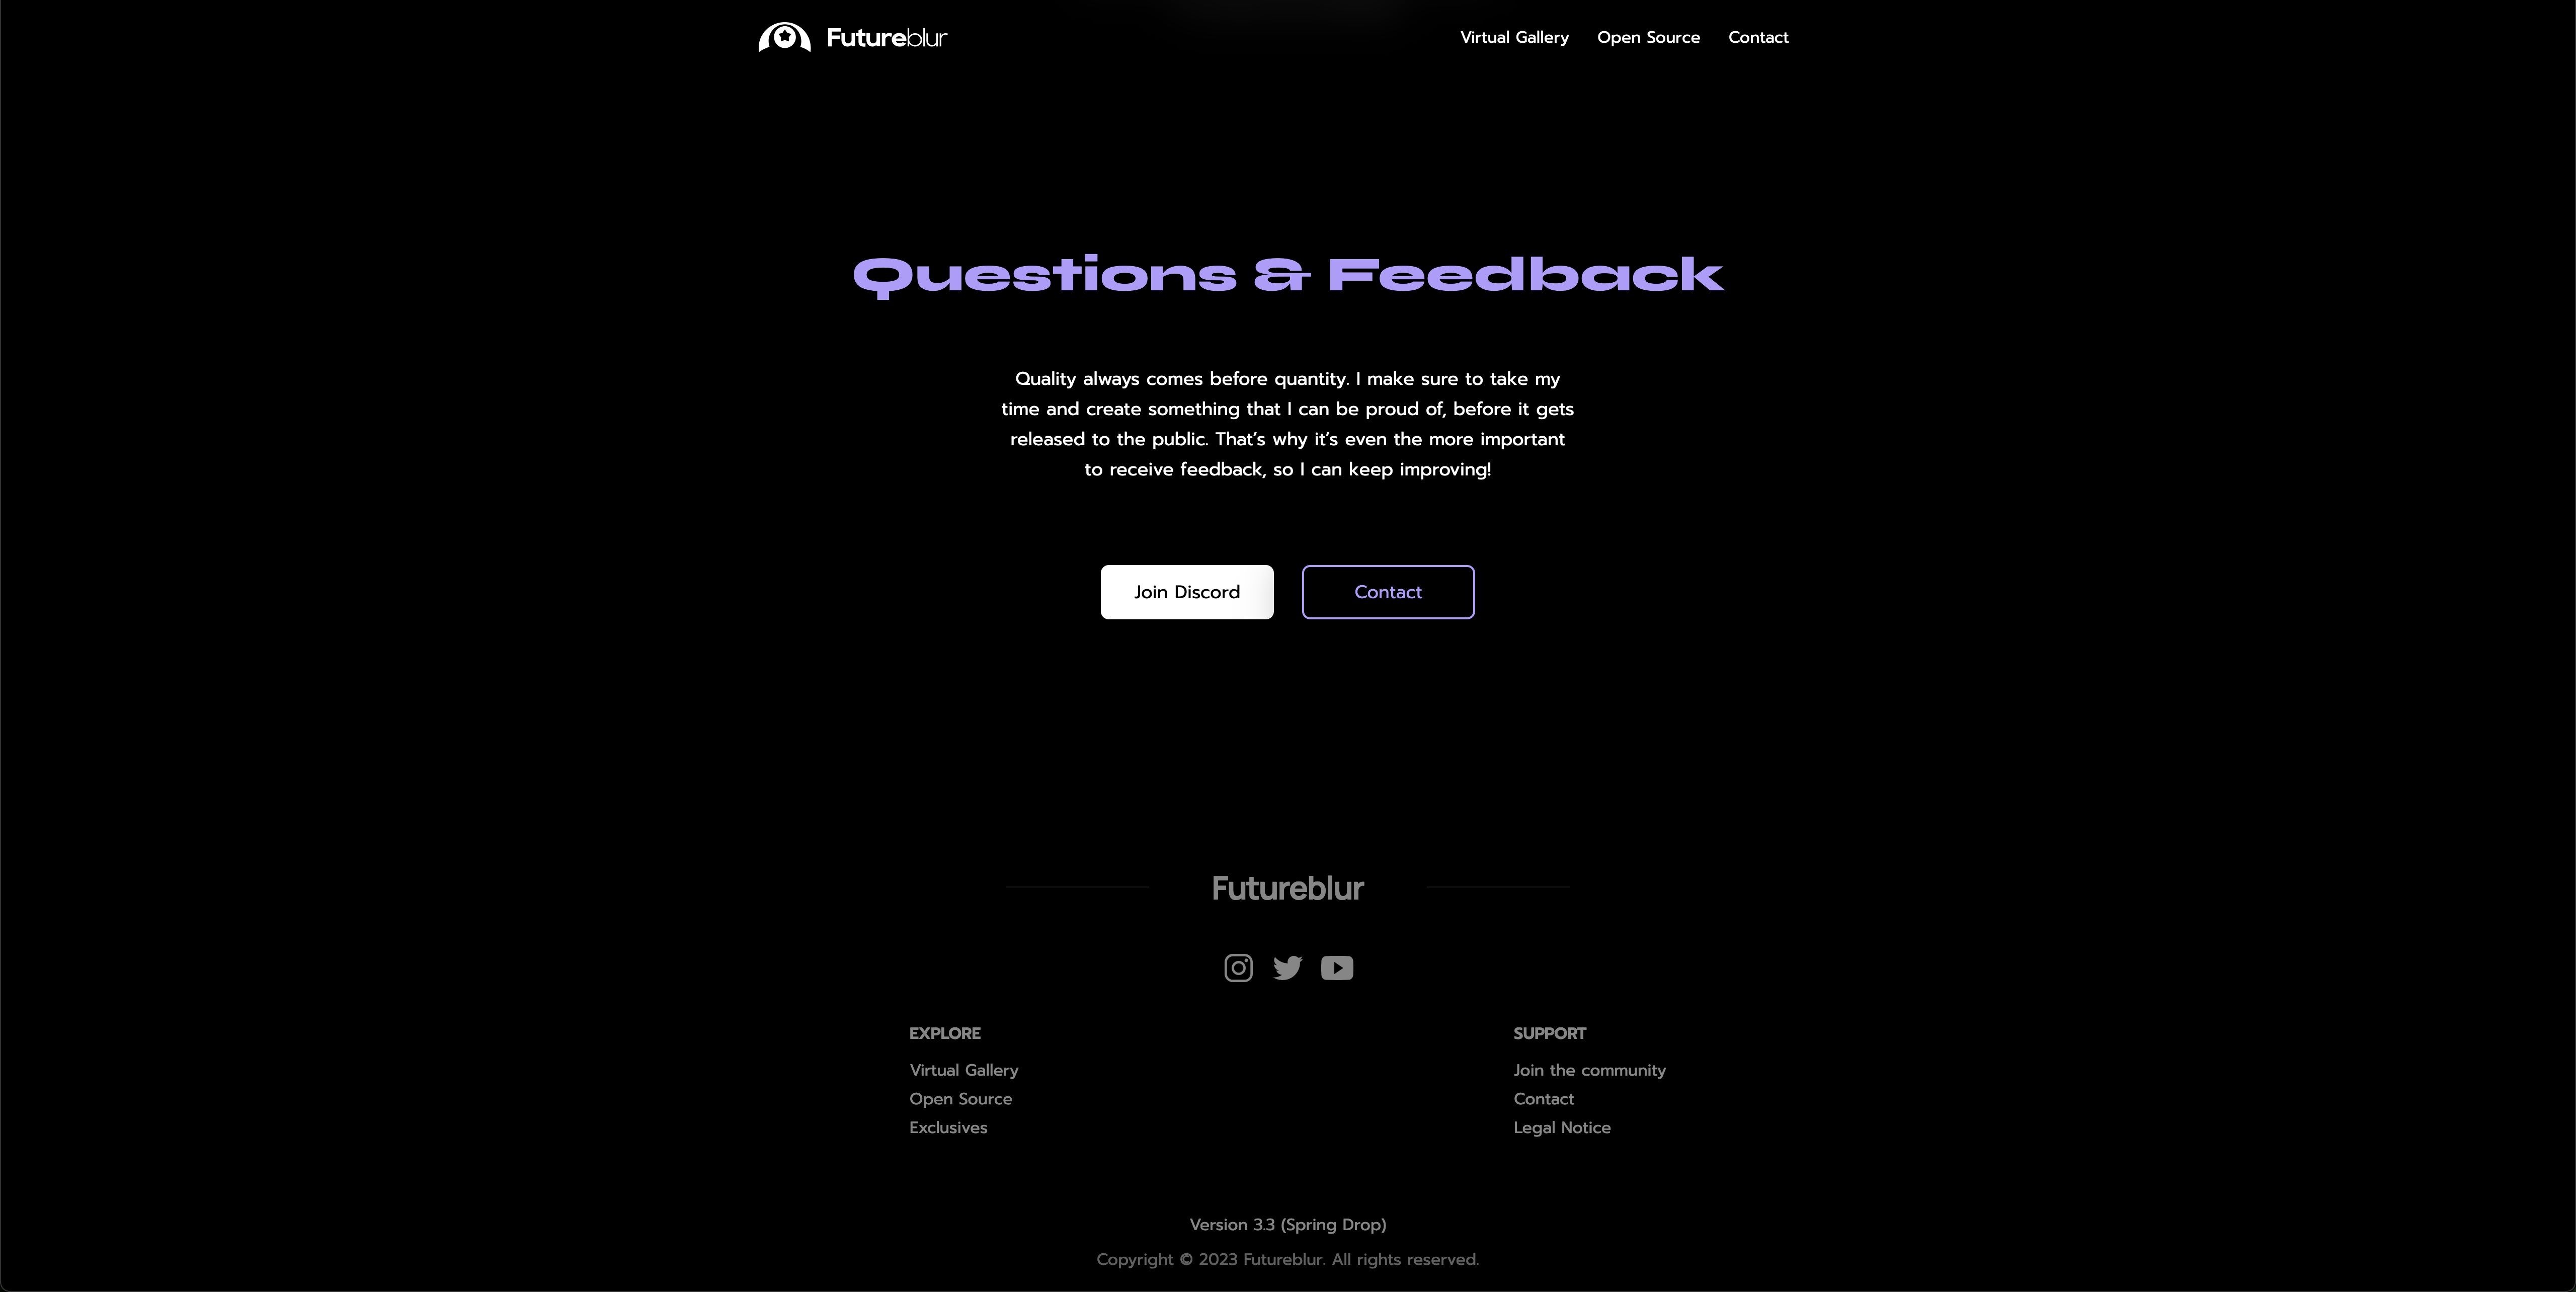 Futureblur
Virtual Gallery
Open Source
Contact
Questions & Feedback
Quality always comes before quantity. I make sure to take my
time and create something that I can be proud of, before it gets
released to the public. That’s why it’s even the more important
to receive feedback, so I can keep improving!
Join Discord
Contact
Futureblur
EXPLORE
Virtual Gallery
Open Source
Exclusives
SUPPORT
Join the community
Contact
Legal Notice
Version 3.3 (Spring Drop)
Copyright © 2023 Futureblur. All rights reserved.